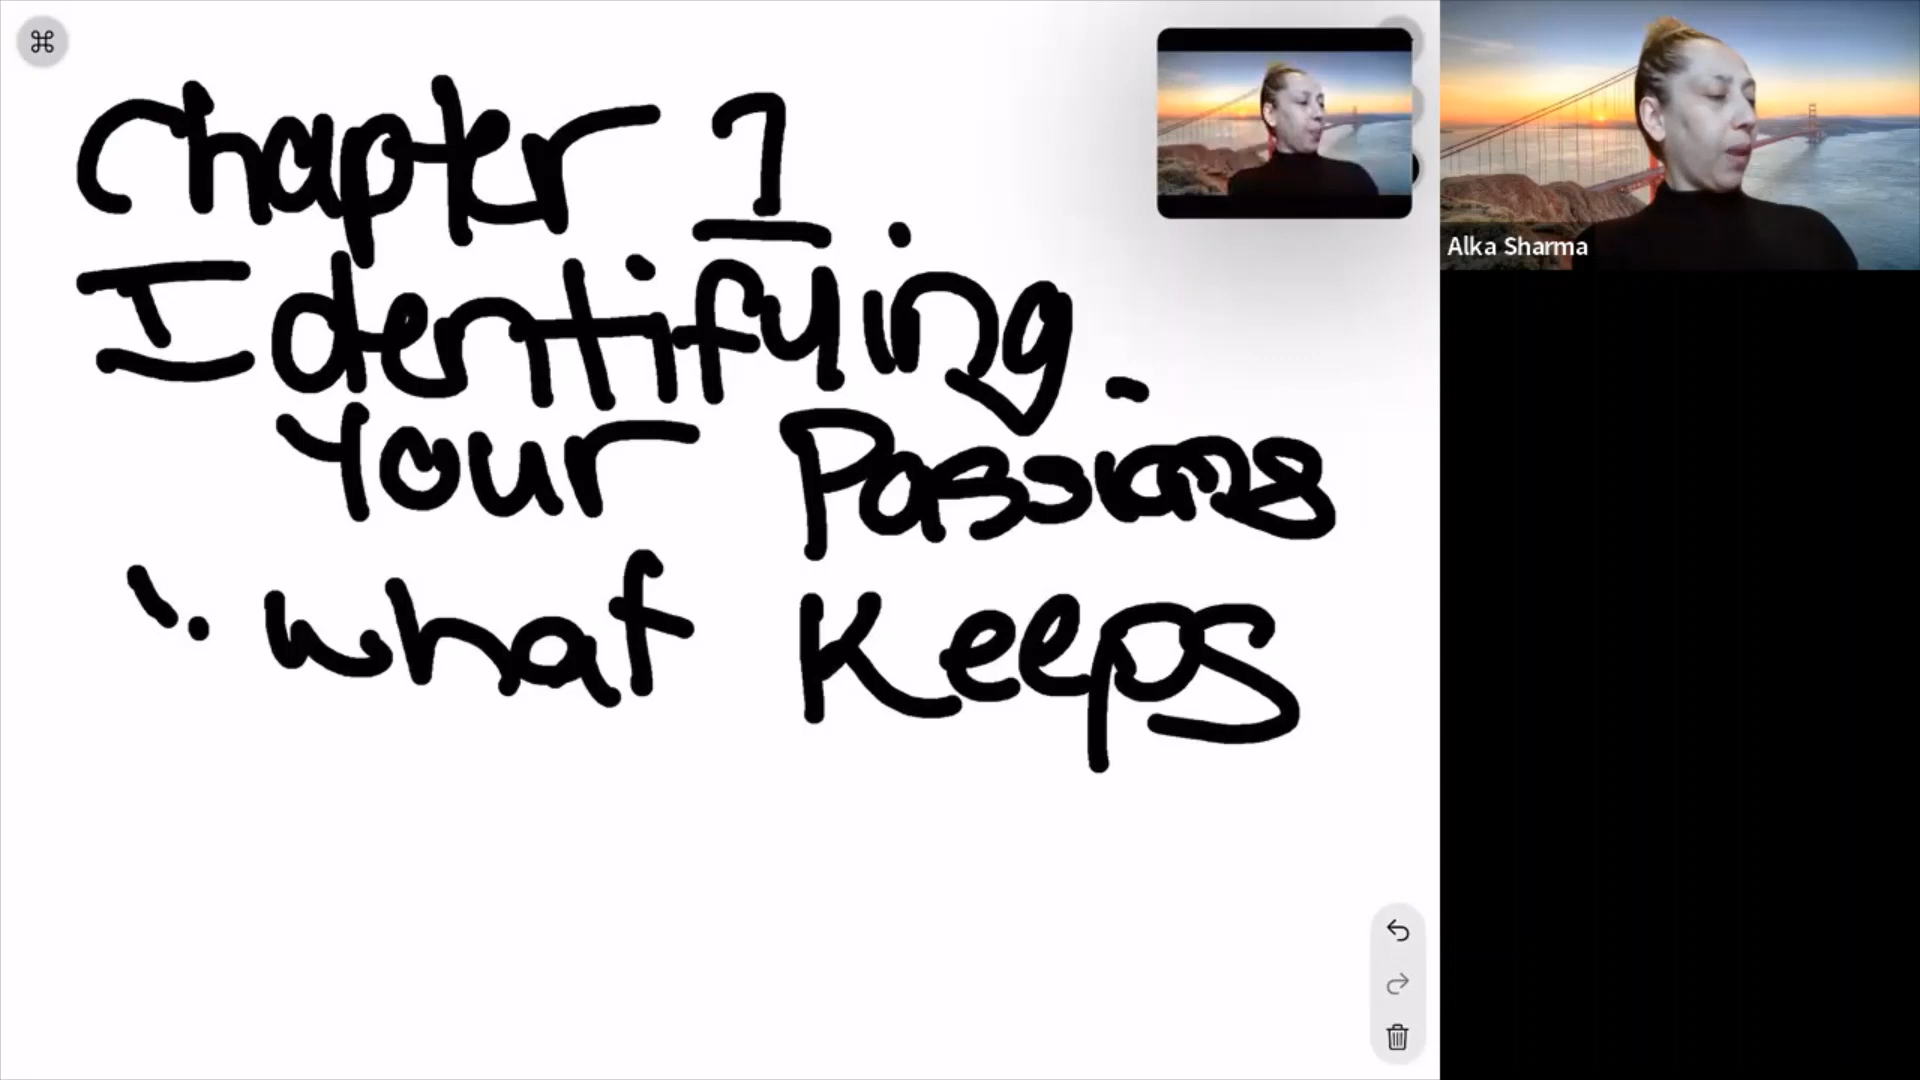 Chapter 1
Identifying
Your Passions
what Keeps
Alka Sharma